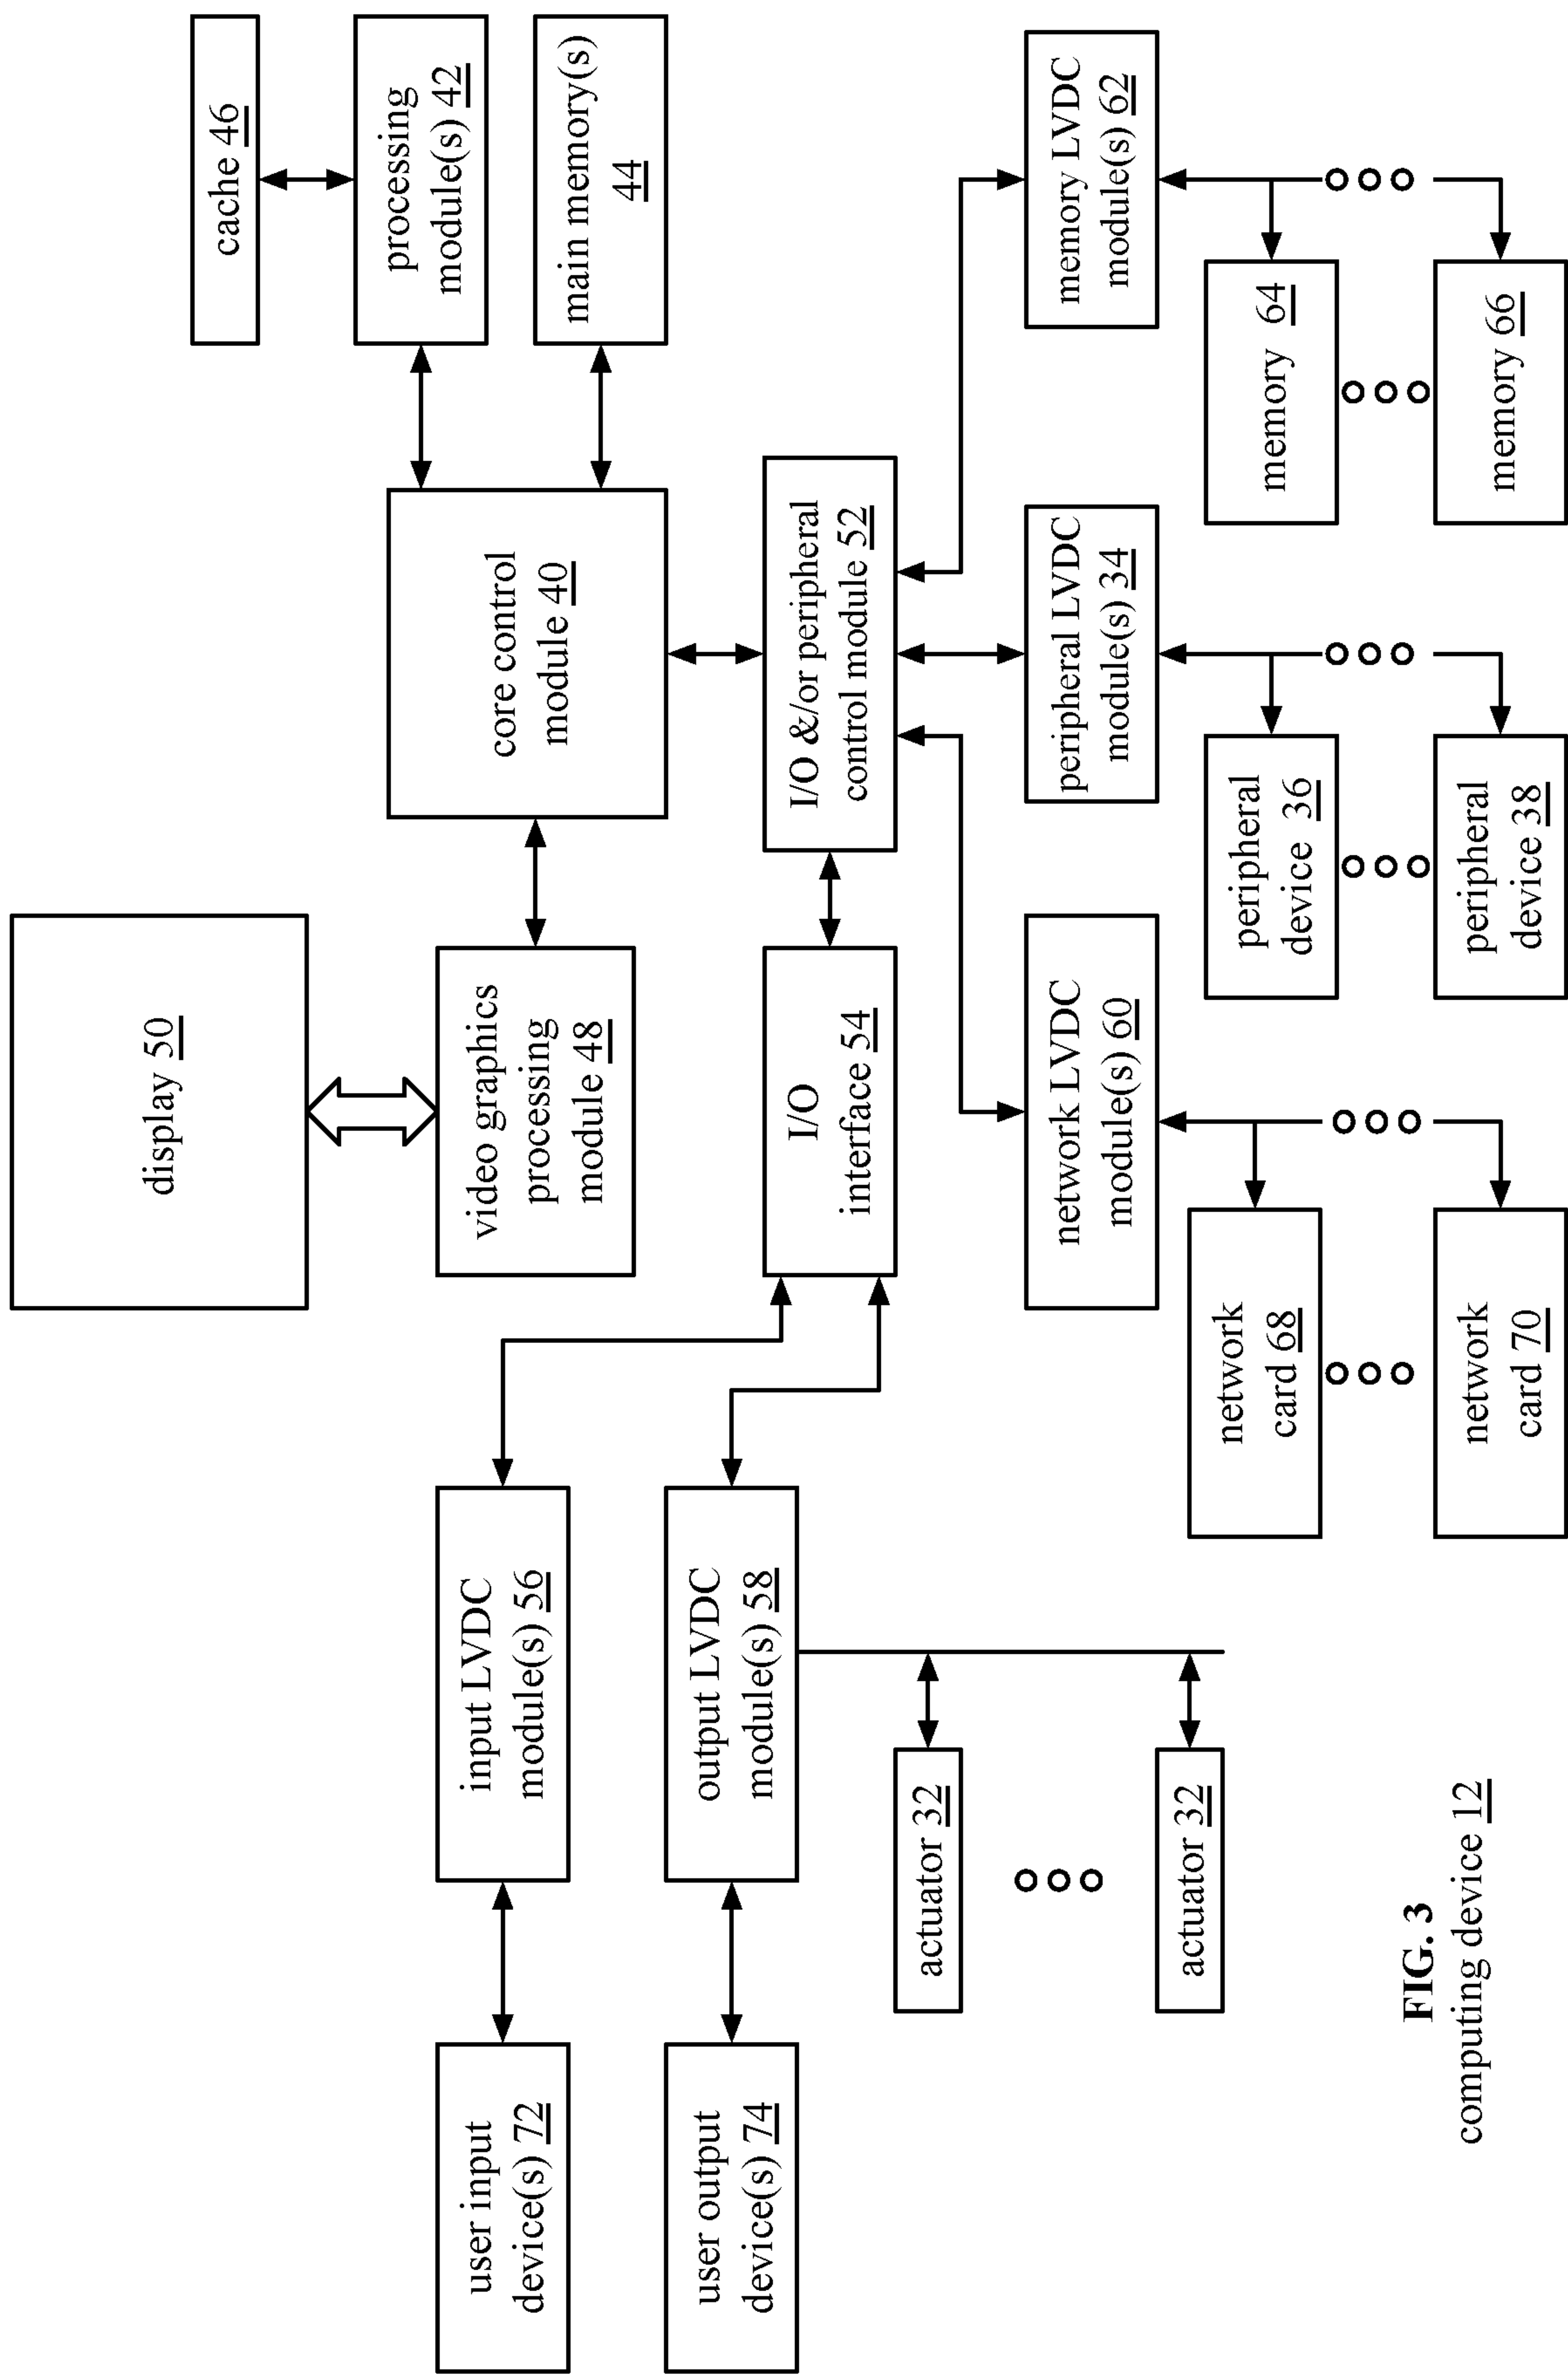 display 50
cache 46
processing
module(s) 42
core control
module 40
main memory(s)
44
video graphics
processing
module 48
user input
device(s) 72
input LVDC
module(s) 56
user output
device(s) 74
output LVDC
module(s) 58
I/O
interface 54
I/O &/or peripheral
control module 52
actuator 32
actuator 32
network LVDC
module(s) 60
peripheral LVDC
module(s) 34
memory LVDC
module(s) 62
network
card 68
peripheral
device 36
memory 64
network
card 70
peripheral
device 38
memory 66
FIG. 3
computing device 12